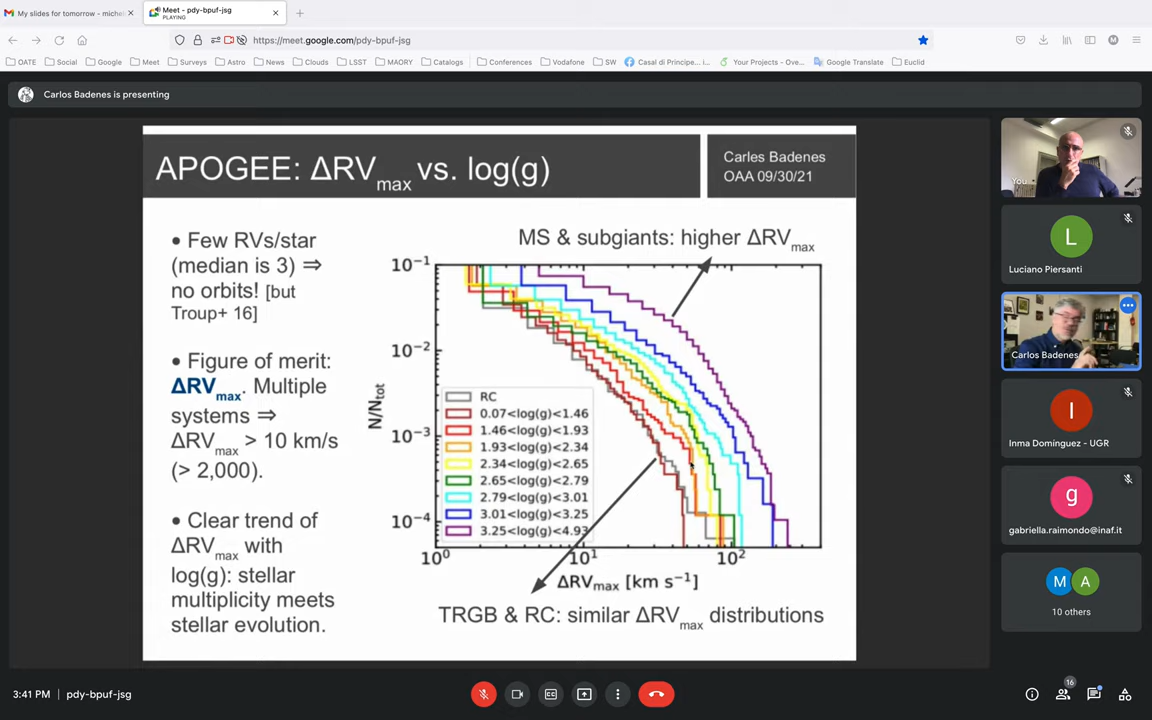 My slides for tomorrow - michel
Meet - pdy-bpuf-jsg
PLAYING
https://meet.google.com/pdy-bpuf-jsg
OATE
Social
Google
Meet
Surveys
Astro
News
Clouds
LSST
MAORY
Catalogs
Conferences
Vodafone
SW
Casal di Principe... i...
Your Projects - Ove...
Google Translate
Euclid
M
Carlos Badenes is presenting
APOGEE: ΔRVmax vs. log(g)
Carles Badenes
OAA 09/30/21
• Few RVs/star
(median is 3) ⇒
no orbits! [but
Troup+ 16]
• Figure of merit:
ΔRVmax. Multiple
systems ⇒
ΔRVmax > 10 km/s
(> 2,000).
• Clear trend of
ΔRVmax with
log(g): stellar
multiplicity meets
stellar evolution.
MS & subgiants: higher ΔRVmax
10⁻¹
10⁻²
10⁻³
10⁻⁴
N/Ntot
RC
0.07<log(g)<1.46
1.46<log(g)<1.93
1.93<log(g)<2.34
2.34<log(g)<2.65
2.65<log(g)<2.79
2.79<log(g)<3.01
3.01<log(g)<3.25
3.25<log(g)<4.93
10⁰
10¹
10²
ΔRVmax [km s⁻¹]
TRGB & RC: similar ΔRVmax distributions
You
L
Luciano Piersanti
Carlos Badenes
I
Inma Dominguez - UGR
g
gabriella.raimondo@inaf.it
M
A
10 others
3:41 PM | pdy-bpuf-jsg
CC
16